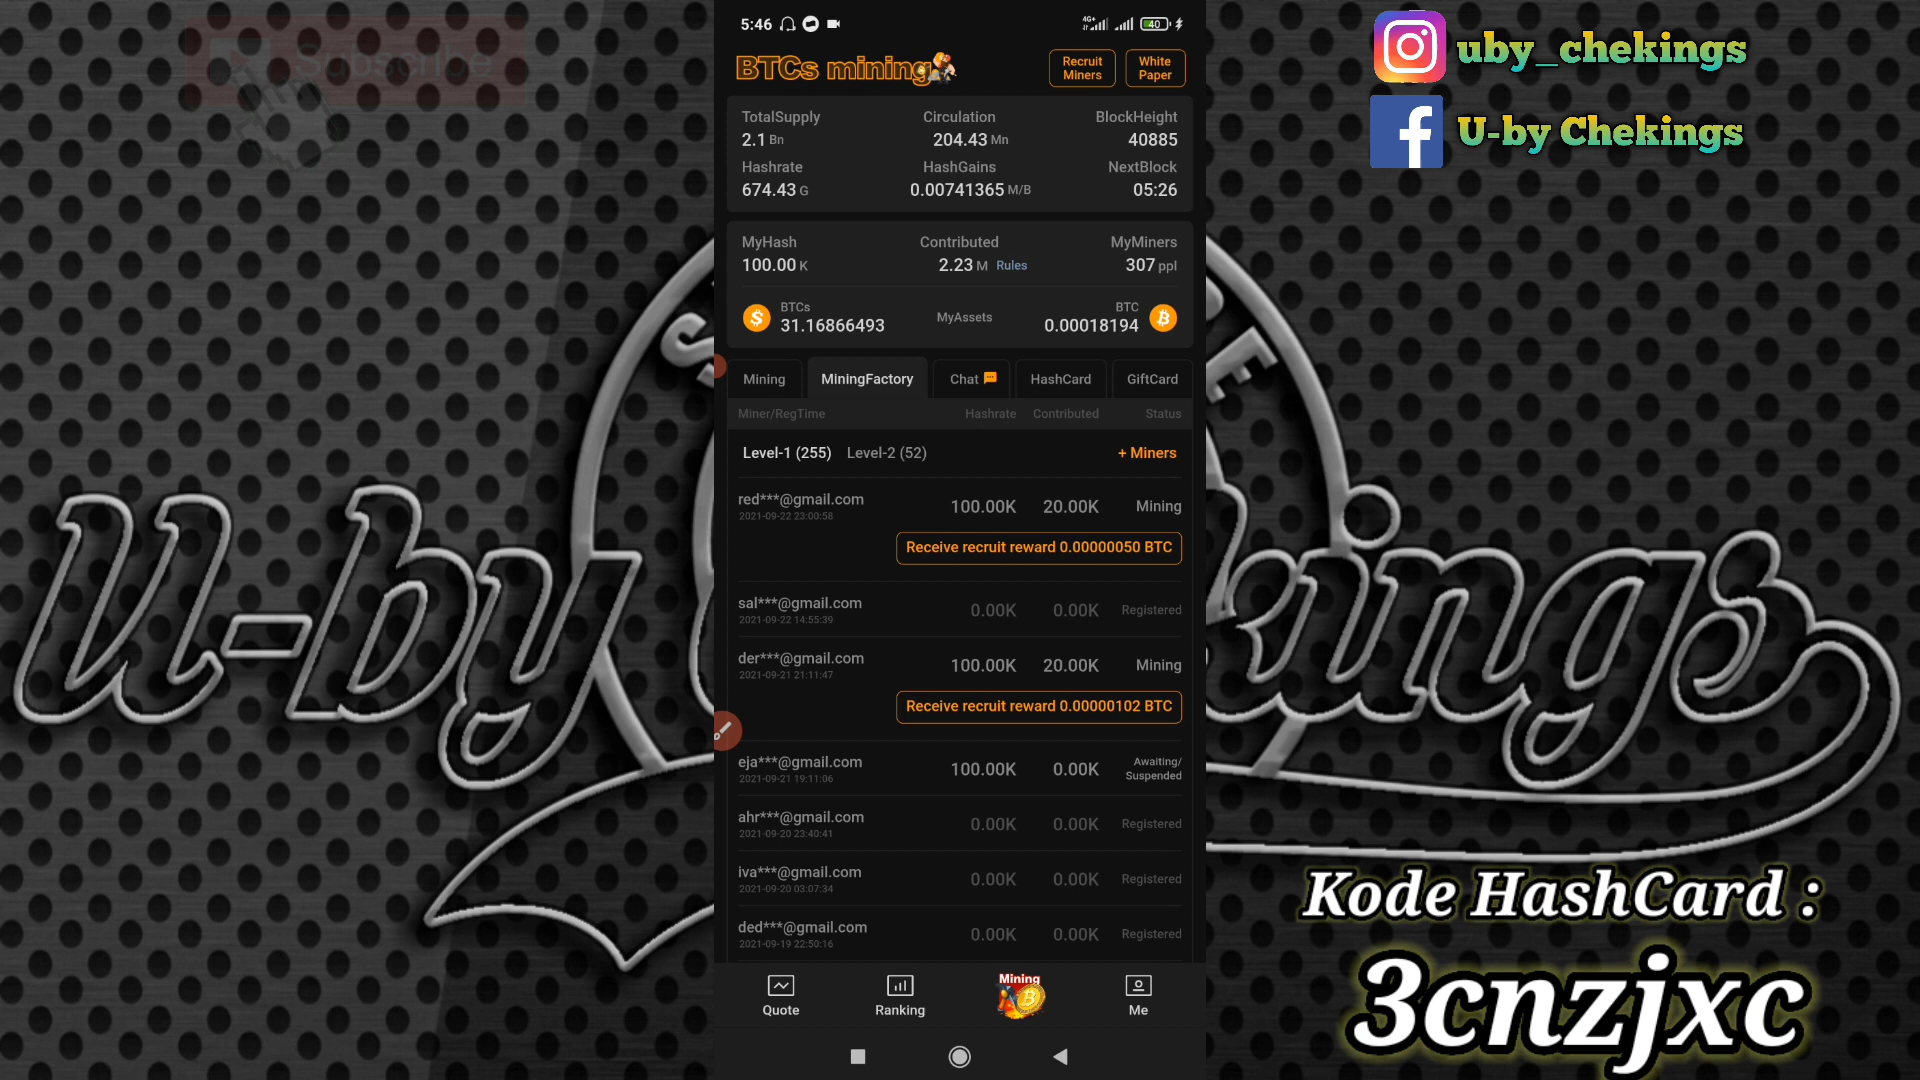 Subscribe
5:46
4G+
40
BTCs mining
Recruit Miners
White Paper
TotalSupply Circulation BlockHeight
2.1 Bn 204.43 Mn 40885
Hashrate HashGains NextBlock
674.43 G 0.00741365 M/B 05:26
MyHash Contributed MyMiners
100.00 K 2.23 M Rules 307 ppl
BTCs MyAssets BTC
31.16866493 0.00018194
Mining MiningFactory Chat HashCard GiftCard
Miner/RegTime Hashrate Contributed Status
Level-1 (255) Level-2 (52) + Miners
red***@gmail.com 100.00K 20.00K Mining
2021-09-22 23:00:58
Receive recruit reward 0.00000050 BTC
sal***@gmail.com 0.00K 0.00K Registered
2021-09-22 14:55:39
der***@gmail.com 100.00K 20.00K Mining
2021-09-21 21:11:47
Receive recruit reward 0.00000102 BTC
eja***@gmail.com 100.00K 0.00K Awaiting/Suspended
2021-09-21 19:11:06
ahr***@gmail.com 0.00K 0.00K Registered
2021-09-20 23:40:41
iva***@gmail.com 0.00K 0.00K Registered
2021-09-20 03:07:34
ded***@gmail.com 0.00K 0.00K Registered
2021-09-19 22:50:16
Quote Ranking Mining Me
uby_chekings
U-by Chekings
U-by
kings
Kode HashCard :
3cnzjxc